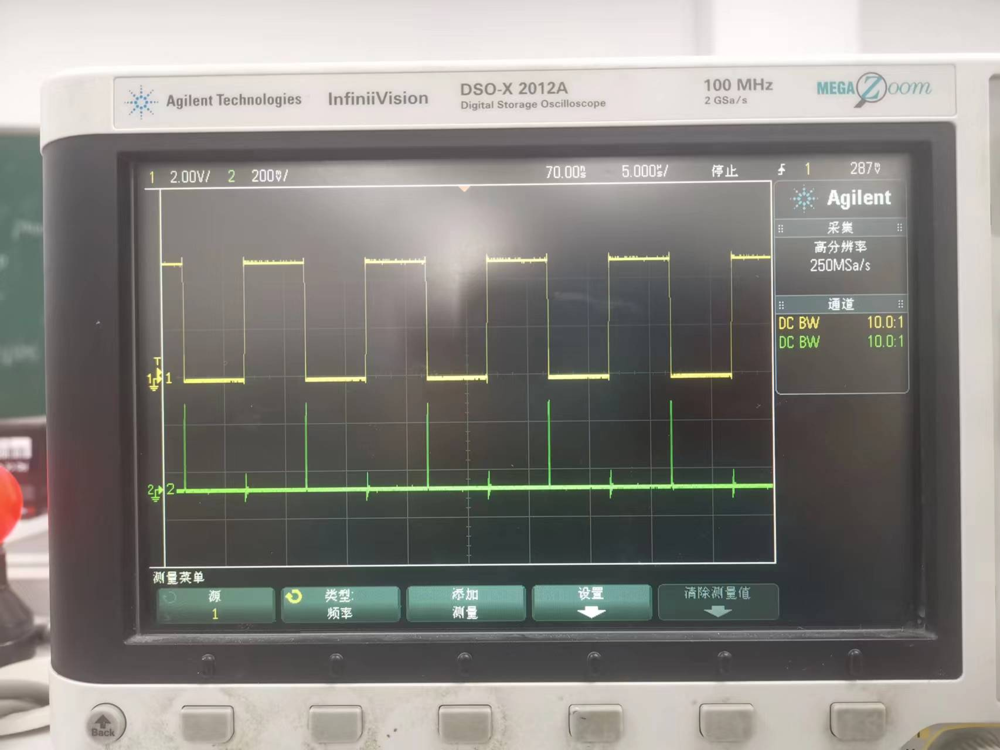 Agilent Technologies InfiniiVision DSO-X 2012A 100 MHz MEGA Zoom
Digital Storage Oscilloscope 2 GSa/s
1 2.00V/ 2 200mV/ 70.00ns 5.000µs/ 停止 1 287mV
Agilent
采集
高分辨率
250MSa/s
通道
DC BW 10.0:1
DC BW 10.0:1
T
1 1
2 2
测量菜单
源
1
类型:
频率
添加
测量
设置
清除测量值
Back